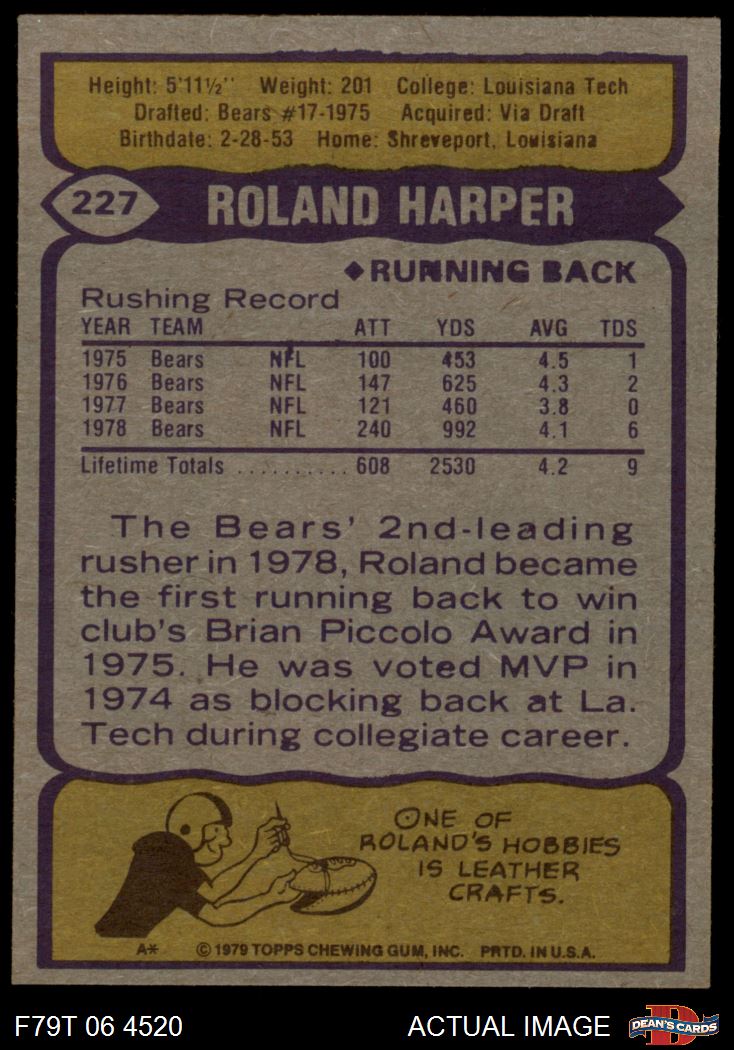 Height: 5'11½" Weight: 201 College: Louisiana Tech
Drafted: Bears #17-1975 Acquired: Via Draft
Birthdate: 2-28-53 Home: Shreveport, Louisiana
227 ROLAND HARPER
◆RUNNING BACK
Rushing Record
YEAR TEAM ATT YDS AVG TDS
1975 Bears NFL 100 453 4.5 1
1976 Bears NFL 147 625 4.3 2
1977 Bears NFL 121 460 3.8 0
1978 Bears NFL 240 992 4.1 6
Lifetime Totals .......... 608 2530 4.2 9
The Bears' 2nd-leading
rusher in 1978, Roland became
the first running back to win
club's Brian Piccolo Award in
1975. He was voted MVP in
1974 as blocking back at La.
Tech during collegiate career.
ONE OF
ROLAND'S HOBBIES
IS LEATHER
CRAFTS.
A* © 1979 TOPPS CHEWING GUM, INC. PRTD. IN U.S.A.
F79T 06 4520 ACTUAL IMAGE D DEAN'S CARDS